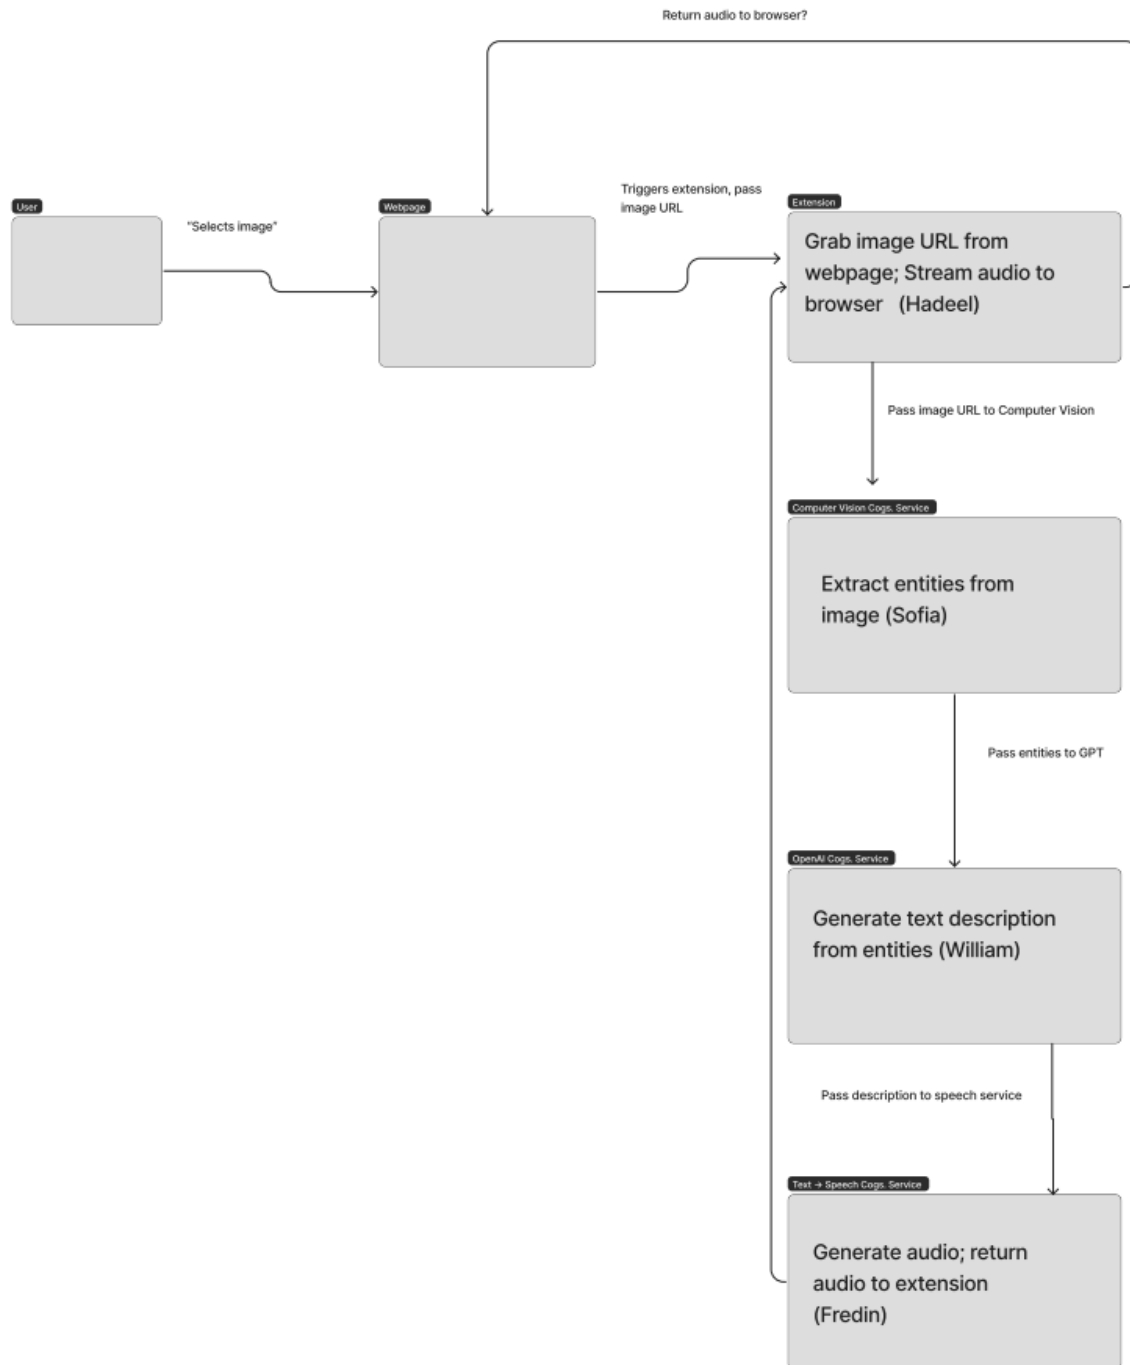 Return audio to browser?
User
"Selects image"
Webpage
Triggers extension, pass
image URL
Extension
Grab image URL from
webpage; Stream audio to
browser (Hadeel)
Pass image URL to Computer Vision
Computer Vision Cogs. Service
Extract entities from
image (Sofia)
Pass entities to GPT
OpenAI Cogs. Service
Generate text description
from entities (William)
Pass description to speech service
Text → Speech Cogs. Service
Generate audio; return
audio to extension
(Fredin)